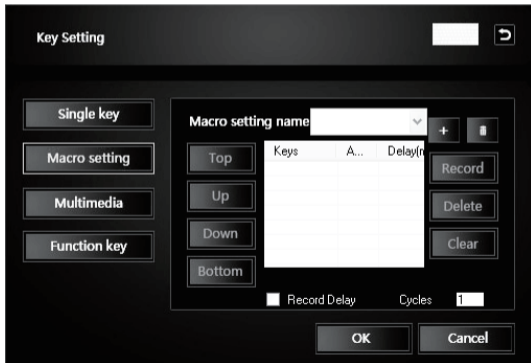 Key Setting
Single key
Macro setting
Multimedia
Function key
Macro setting name
+
Top
Up
Down
Bottom
Keys A... Delay(n
Record
Delete
Clear
Record Delay Cycles 1
OK Cancel